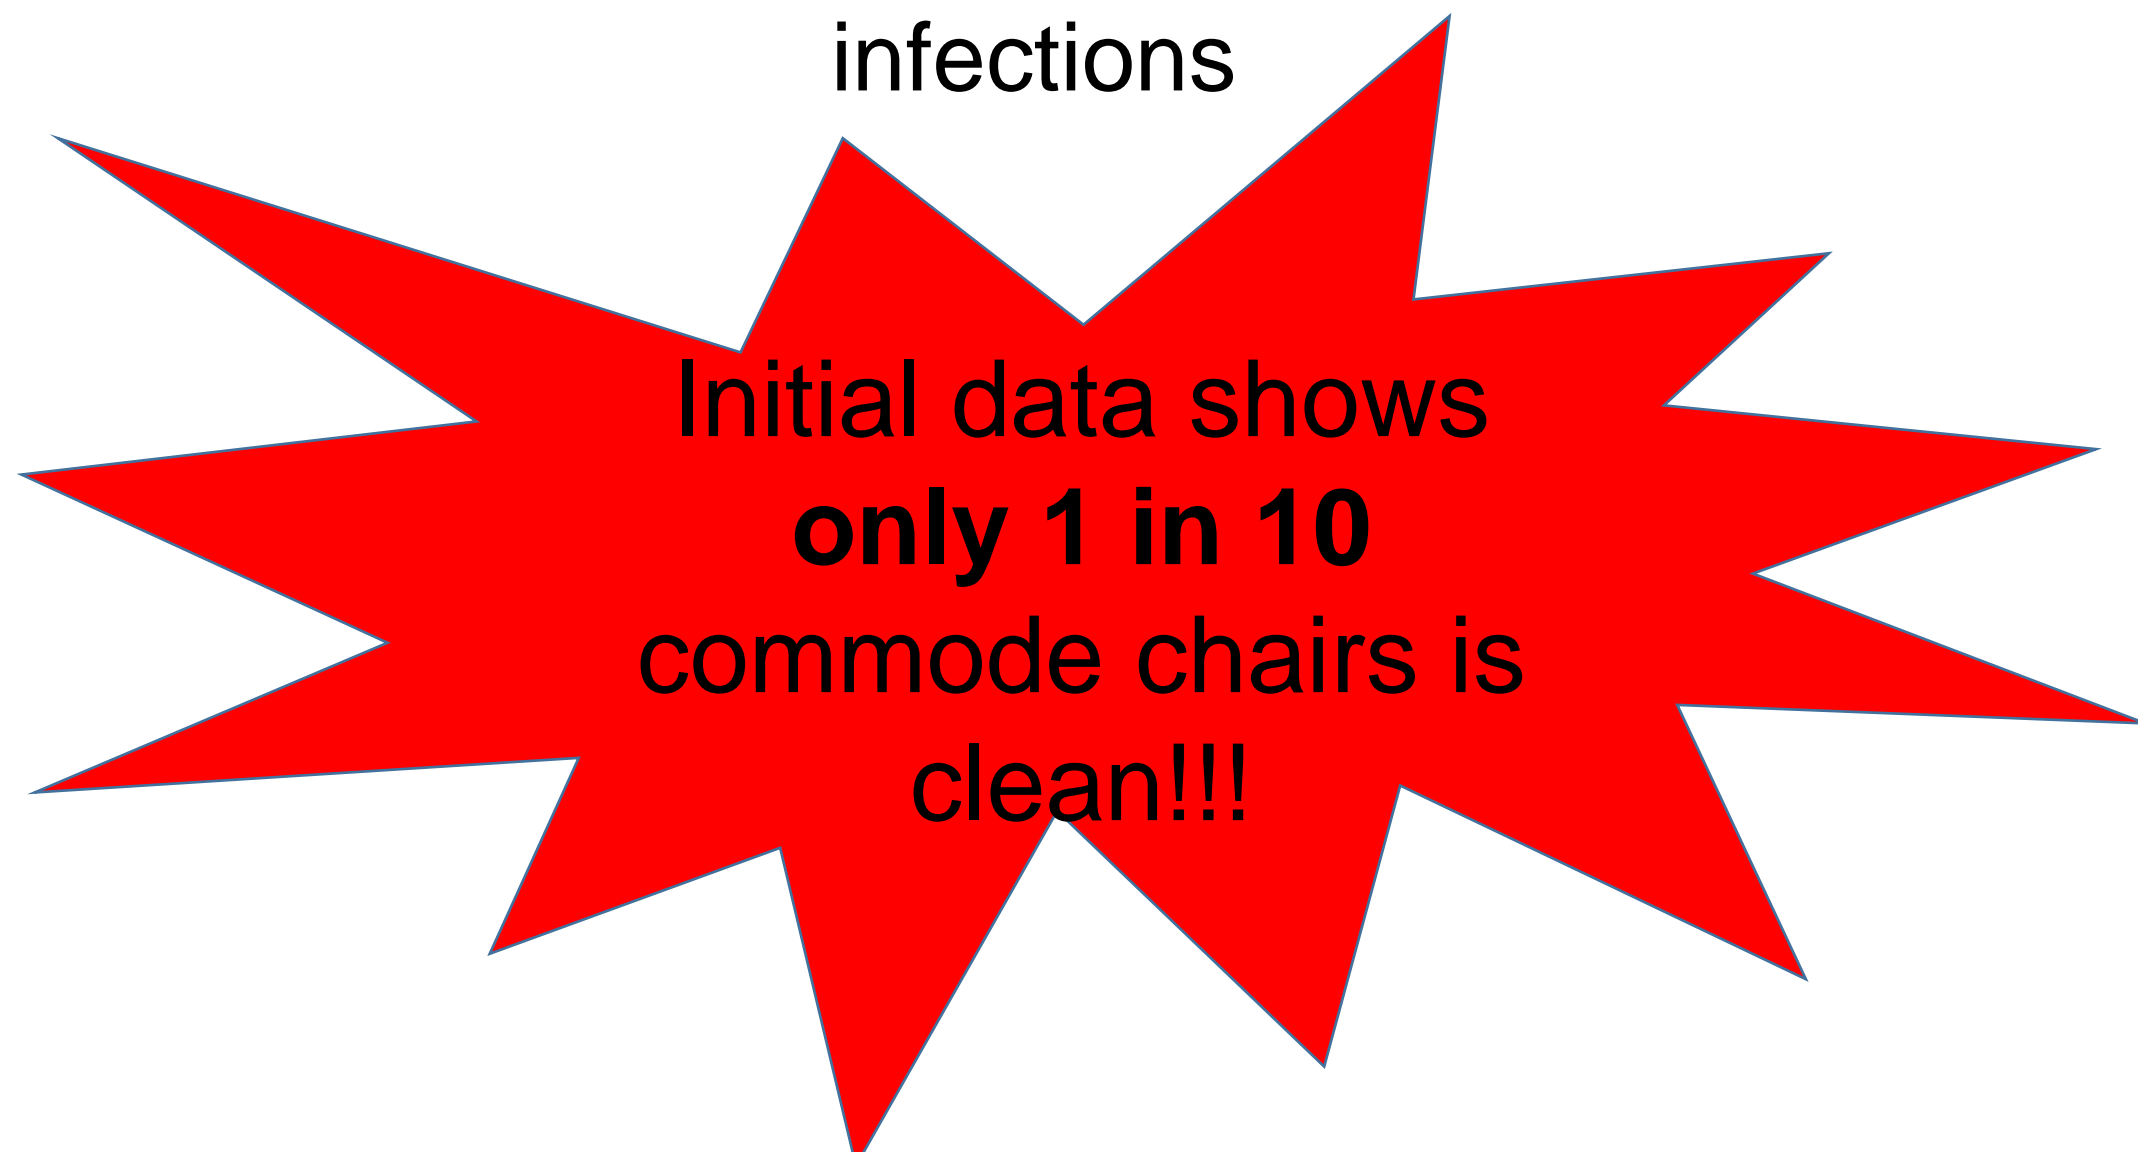 infections
Initial data shows
only 1 in 10
commode chairs is
clean!!!